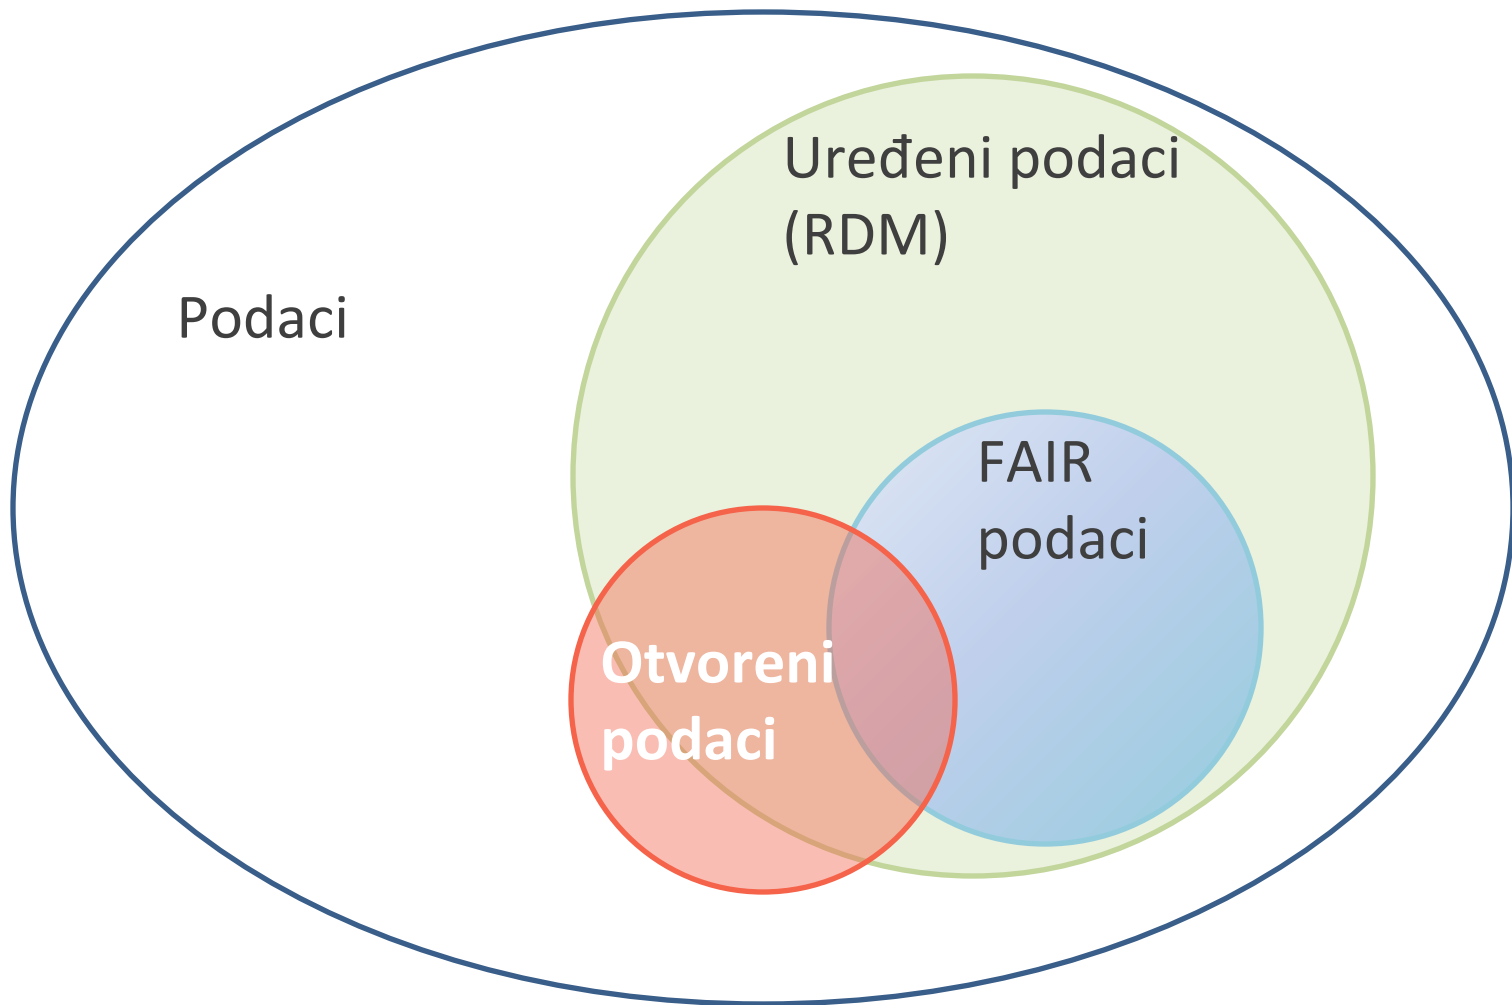 Uređeni podaci
(RDM)
Podaci
FAIR
podaci
Otvoreni
podaci